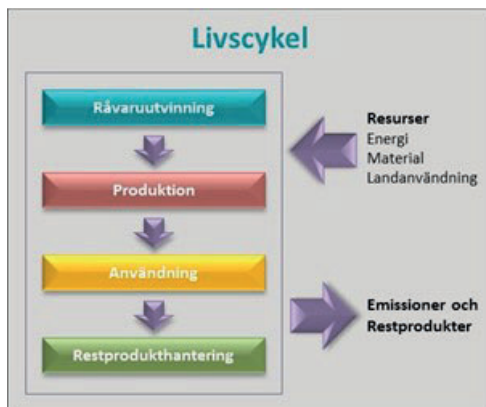 Livscykel
Råvaruutvinning
Produktion
Användning
Restprodukthantering
Resurser
Energi
Material
Landanvändning
Emissioner och
Restprodukter